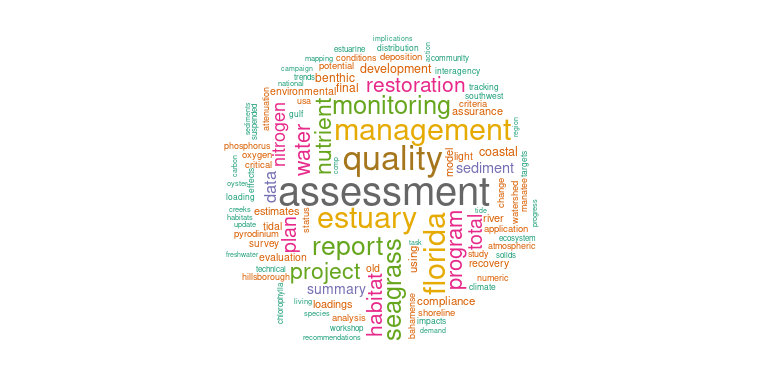 implications
estuarine
distribution
action
mapping
conditions
deposition
community
campaign
potential
development
interagency
trends
benthic
national
final
restoration
tracking
environmental
southwest
usa
monitoring
criteria
gulf
assurance
attenuation
suspended
sediments
nitrogen
water
nutrient
management
region
phosphorus
oxygen
critical
quality
model
light
coastal
carbon
comp
sediment
targets
oyster
effects
data
assessment
change
watershed
manatee
loading
creeks
habitats
update
estimates
status
estuary
florida
program
total
tide
river
progress
tidal
application
pyrodinium
plan
survey
report
task
ecosystem
atmospheric
freshwater
evaluation
seagrass
using
study
solids
technical
project
old
recovery
hillsborough
numeric
chlorophylla
summary
habitat
climate
living
loadings
compliance
species
bahamense
shoreline
analysis
impacts
workshop
demand
recommendations